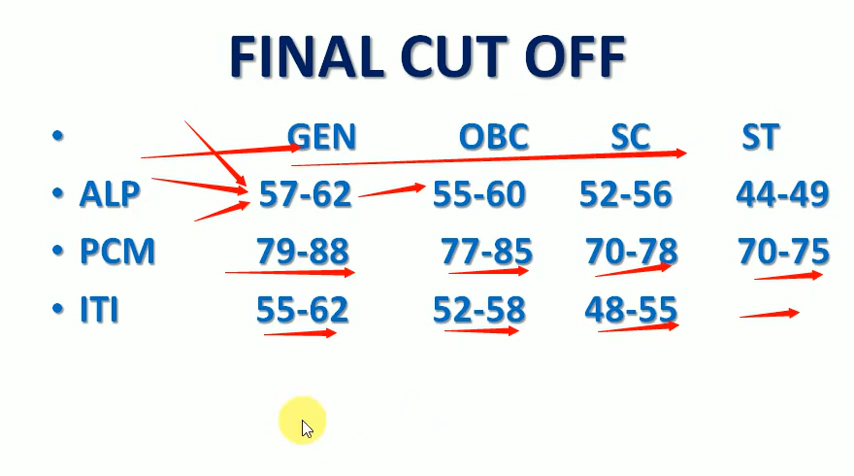 FINAL CUT OFF
• GEN OBC SC ST
• ALP 57-62 55-60 52-56 44-49
• PCM 79-88 77-85 70-78 70-75
• ITI 55-62 52-58 48-55